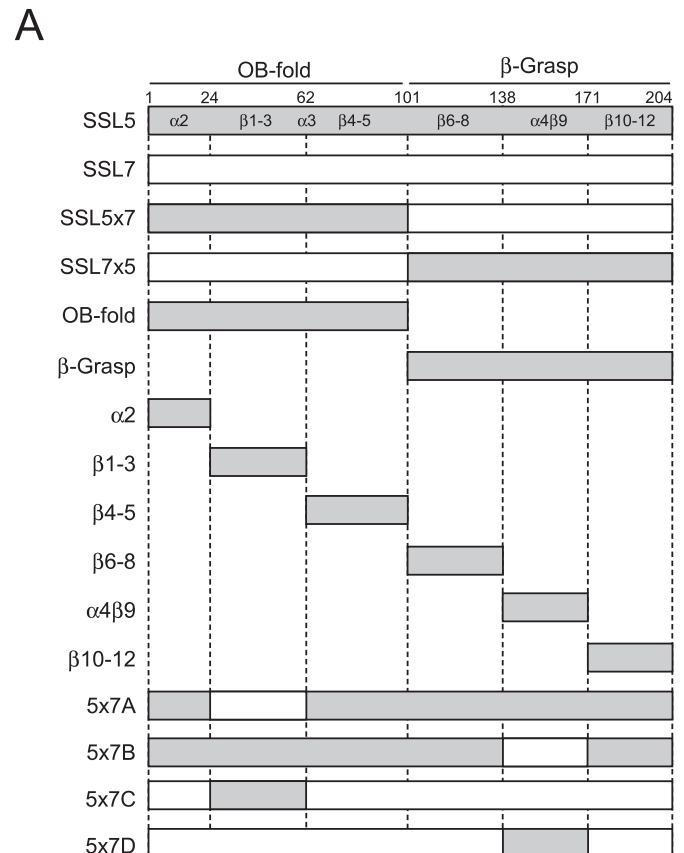 A
OB-fold β-Grasp
1 24 62 101 138 171 204
SSL5 α2 β1-3 α3 β4-5 β6-8 α4β9 β10-12
SSL7
SSL5x7
SSL7x5
OB-fold
β-Grasp
α2
β1-3
β4-5
β6-8
α4β9
β10-12
5x7A
5x7B
5x7C
5x7D